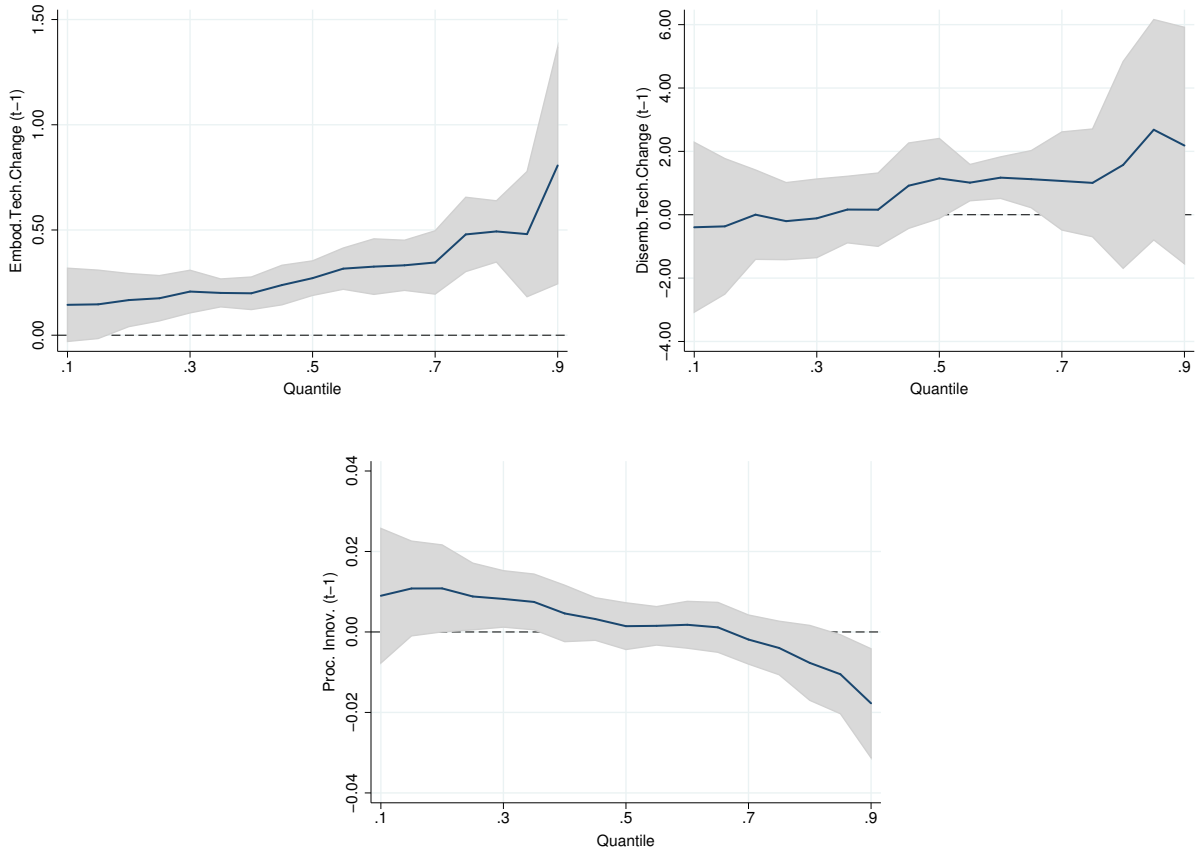 Embod.Tech.Change (t−1)
1.50
1.00
0.50
0.00
.1 .3 .5 .7 .9
Quantile
Disemb.Tech.Change (t−1)
6.00
4.00
2.00
0.00
−2.00
−4.00
.1 .3 .5 .7 .9
Quantile
Proc. Innov. (t−1)
0.04
0.02
0.00
−0.02
−0.04
.1 .3 .5 .7 .9
Quantile